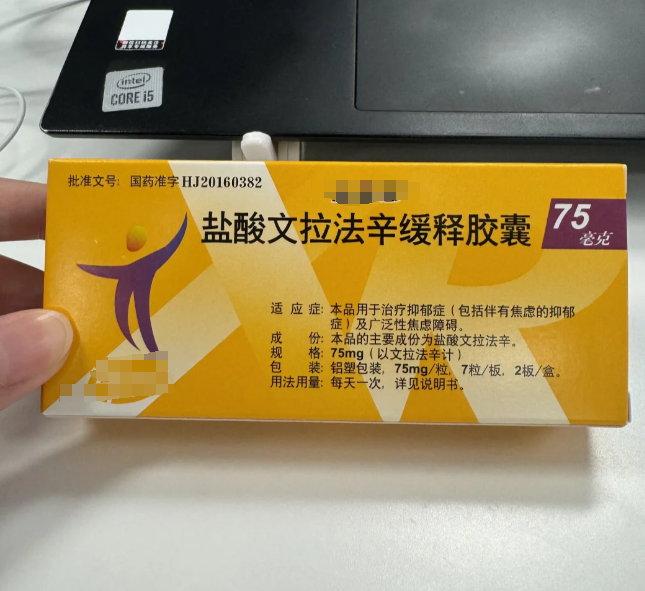 intel
CORE i5
批准文号: 国药准字HJ20160382
盐酸文拉法辛缓释胶囊
75
毫克
适 应 症: 本品用于治疗抑郁症（包括伴有焦虑的抑郁
症）及广泛性焦虑障碍。
成 份: 本品的主要成份为盐酸文拉法辛。
规 格: 75mg（以文拉法辛计）
包 装: 铝塑包装, 75mg/粒, 7粒/板, 2板/盒。
用法用量: 每天一次, 详见说明书。
XR